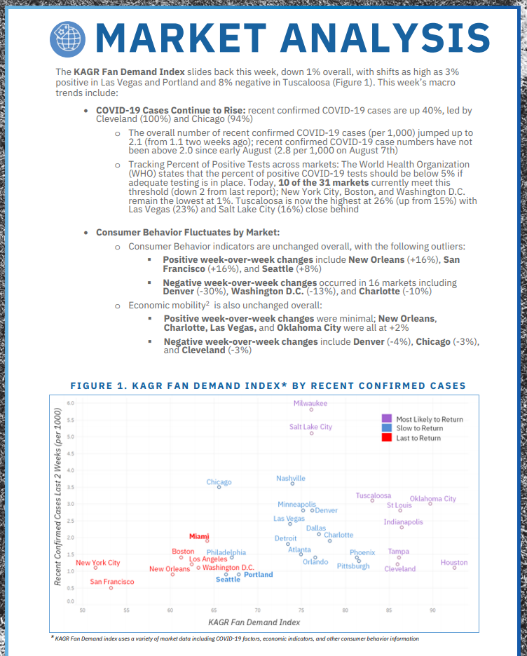 MARKET ANALYSIS
The KAGR Fan Demand Index slides back this week, down 1% overall, with shifts as high as 3%
positive in Las Vegas and Portland and 8% negative in Tuscaloosa (Figure 1). This week's macro
trends include:
• COVID-19 Cases Continue to Rise: recent confirmed COVID-19 cases are up 40%, led by
Cleveland (100%) and Chicago (94%)
o The overall number of recent confirmed COVID-19 cases (per 1,000) jumped up to
2.1 (from 1.1 two weeks ago); recent confirmed COVID-19 case numbers have not
been above 2.0 since early August (2.8 per 1,000 on August 7th)
o Tracking Percent of Positive Tests across markets: The World Health Organization
(WHO) states that the percent of positive COVID-19 tests should be below 5% if
adequate testing is in place. Today, 10 of the 31 markets currently meet this
threshold (down 2 from last report); New York City, Boston, and Washington D.C.
remain the lowest at 1%. Tuscaloosa is now the highest at 26% (up from 15%) with
Las Vegas (23%) and Salt Lake City (16%) close behind
• Consumer Behavior Fluctuates by Market:
o Consumer Behavior indicators are unchanged overall, with the following outliers:
▪ Positive week-over-week changes include New Orleans (+16%), San
Francisco (+16%), and Seattle (+8%)
▪ Negative week-over-week changes occurred in 16 markets including
Denver (-30%), Washington D.C. (-13%), and Charlotte (-10%)
o Economic mobility² is also unchanged overall:
▪ Positive week-over-week changes were minimal; New Orleans,
Charlotte, Las Vegas, and Oklahoma City were all at +2%
▪ Negative week-over-week changes include Denver (-4%), Chicago (-3%),
and Cleveland (-3%)
FIGURE 1. KAGR FAN DEMAND INDEX* BY RECENT CONFIRMED CASES
Recent Confirmed Cases Last 2 Weeks (per 1000)
6.0
5.5
5.0
4.5
4.0
3.5
3.0
2.5
2.0
1.5
1.0
0.5
0.0
Milwaukee
Most Likely to Return
Slow to Return
Last to Return
Salt Lake City
Chicago
Nashville
Tuscaloosa
Oklahoma City
Minneapolis
Denver
St Louis
Las Vegas
Indianapolis
Dallas
Miami
Detroit
Charlotte
Boston
Philadelphia
Atlanta
Phoenix
Tampa
New York City
Los Angeles
Orlando
Pittsburgh
Houston
New Orleans
Washington D.C.
Cleveland
San Francisco
Seattle
Portland
50 55 60 65 70 75 80 85 90
KAGR Fan Demand Index
* KAGR Fan Demand index uses a variety of market data including COVID-19 factors, economic indicators, and other consumer behavior information